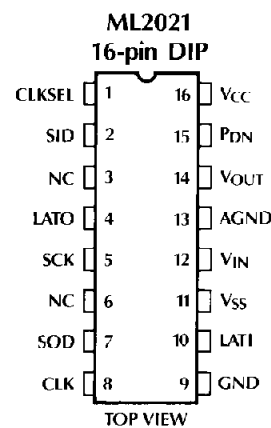 ML2021
16-pin DIP
CLKSEL 1 16 VCC
SID 2 15 PDN
NC 3 14 VOUT
LATO 4 13 AGND
SCK 5 12 VIN
NC 6 11 VSS
SOD 7 10 LATI
CLK 8 9 GND
TOP VIEW